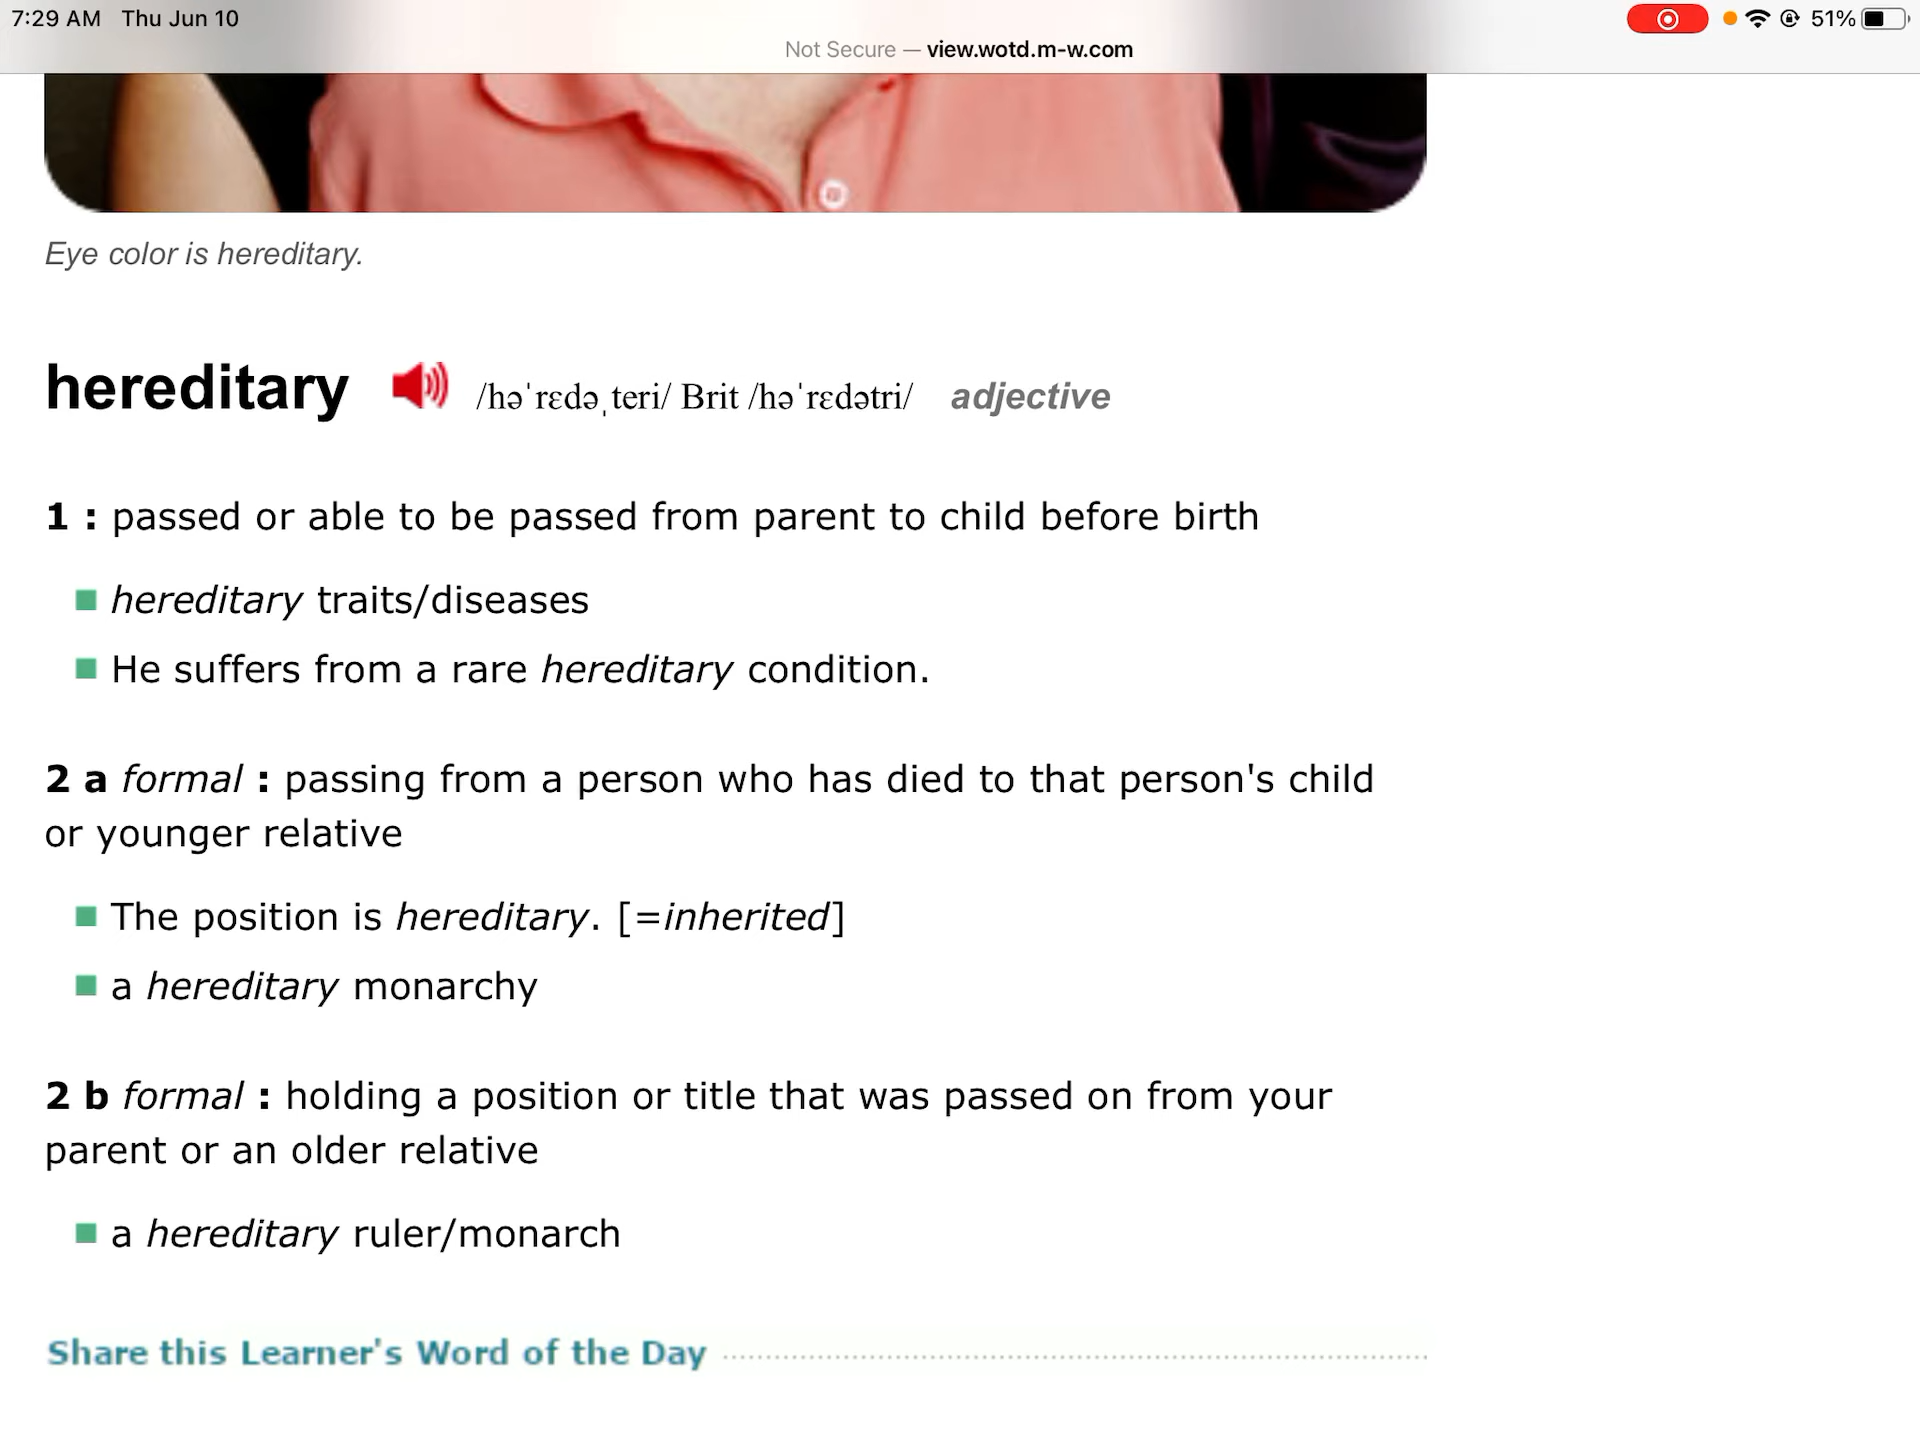 7:29 AM Thu Jun 10
51%
Not Secure — view.wotd.m-w.com
Eye color is hereditary.
hereditary /həˈrɛdəˌteri/ Brit /həˈrɛdətri/ adjective
1 : passed or able to be passed from parent to child before birth
■ hereditary traits/diseases
■ He suffers from a rare hereditary condition.
2 a formal : passing from a person who has died to that person's child
or younger relative
■ The position is hereditary. [=inherited]
■ a hereditary monarchy
2 b formal : holding a position or title that was passed on from your
parent or an older relative
■ a hereditary ruler/monarch
Share this Learner's Word of the Day